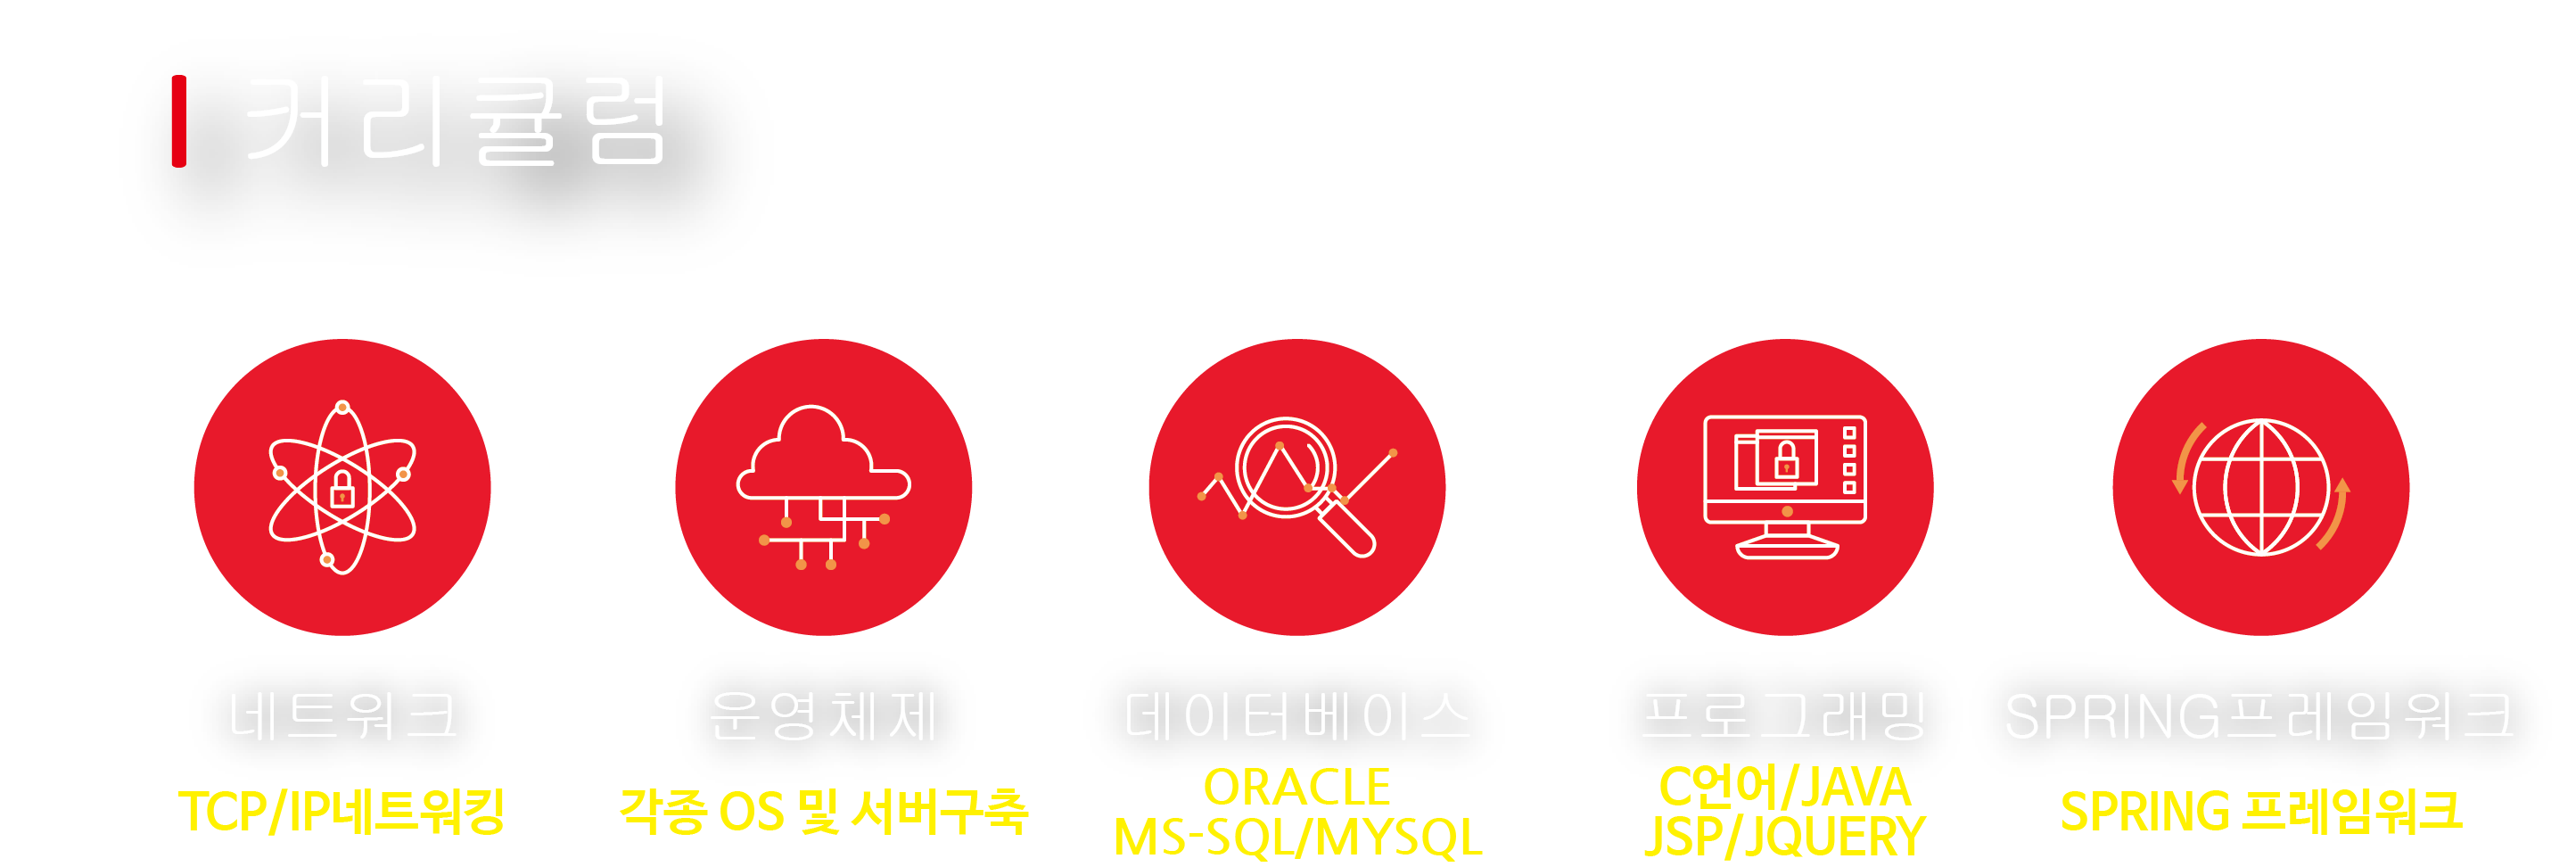 커리큘럼
네트워크
TCP/IP네트워킹
운영체제
각종 OS 및 서버구축
데이터베이스
ORACLE
MS-SQL/MYSQL
프로그래밍
C언어/JAVA
JSP/JQUERY
SPRING프레임워크
SPRING 프레임워크